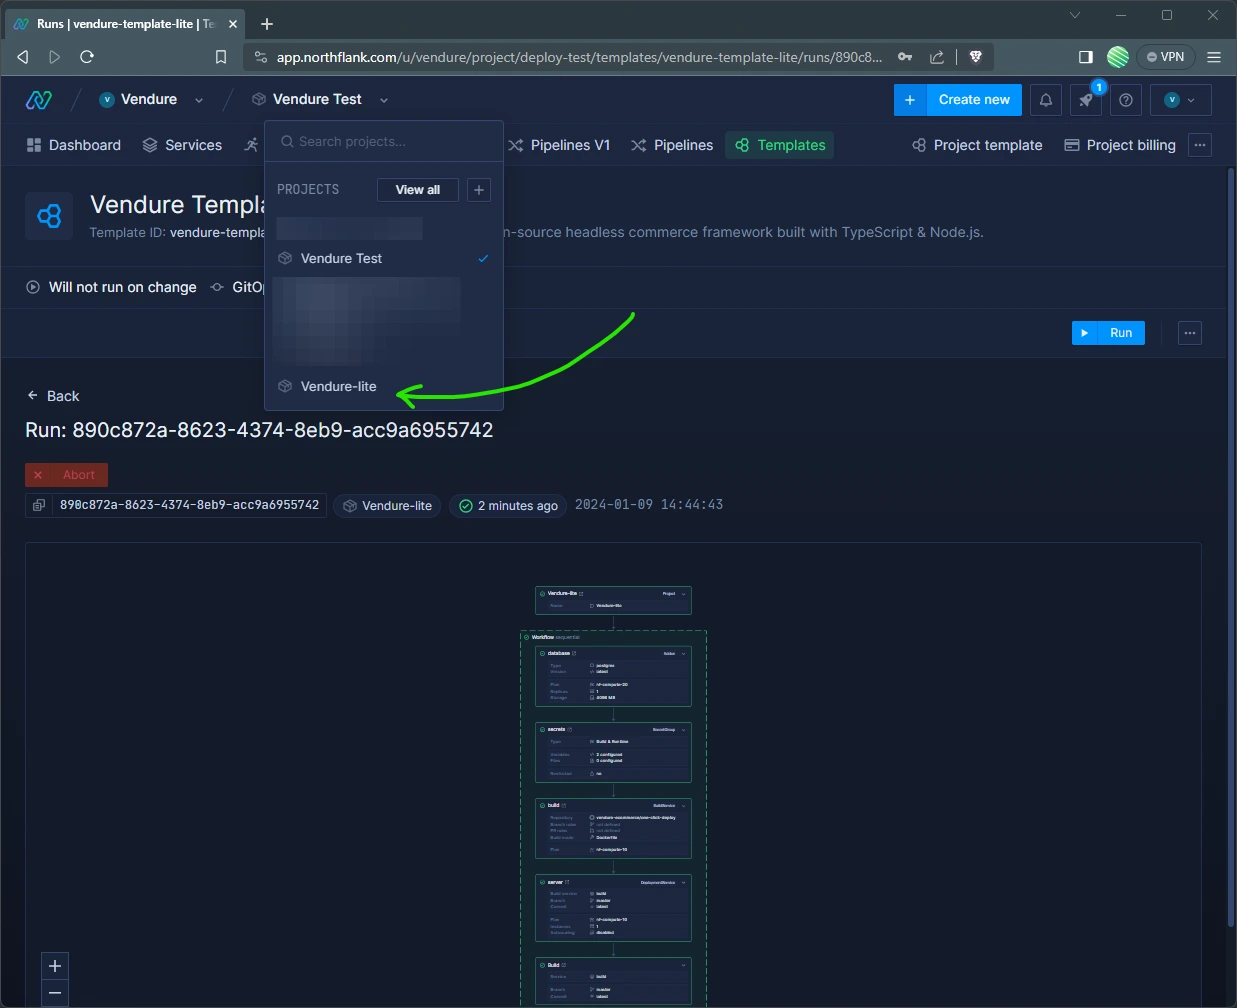 Runs | vendure-template-lite | Te
app.northflank.com/u/vendure/project/deploy-test/templates/vendure-template-lite/runs/890c8...
VPN
V Vendure
Vendure Test
+ Create new
1
V
Dashboard
Services
Pipelines V1
Pipelines
Templates
Project template
Project billing
Search projects...
PROJECTS
View all
+
Vendure Test
Vendure-lite
Vendure Templa
Template ID: vendure-templa
n-source headless commerce framework built with TypeScript & Node.js.
Will not run on change
GitOp
Run
Back
Run: 890c872a-8623-4374-8eb9-acc9a6955742
Abort
890c872a-8623-4374-8eb9-acc9a6955742
Vendure-lite
2 minutes ago
2024-01-09 14:44:43
Vendure-lite
Project
Name
Vendure-lite
Workflow sequential
database
Addon
Type
postgres
Version
latest
Plan
nf-compute-20
Replicas
1
Storage
4096 MB
secrets
SecretGroup
Type
Build & Runtime
Variables
2 configured
Files
0 configured
Restricted
no
build
BuildService
Repository
vendure-ecommerce/one-click-deploy
Branch rules
not defined
PR rules
not defined
Build mode
Dockerfile
Plan
nf-compute-10
server
DeploymentService
Build service
build
Branch
master
Commit
latest
Plan
nf-compute-10
Instances
1
Autoscaling
disabled
Build
Service
build
Branch
master
Commit
latest
+
−